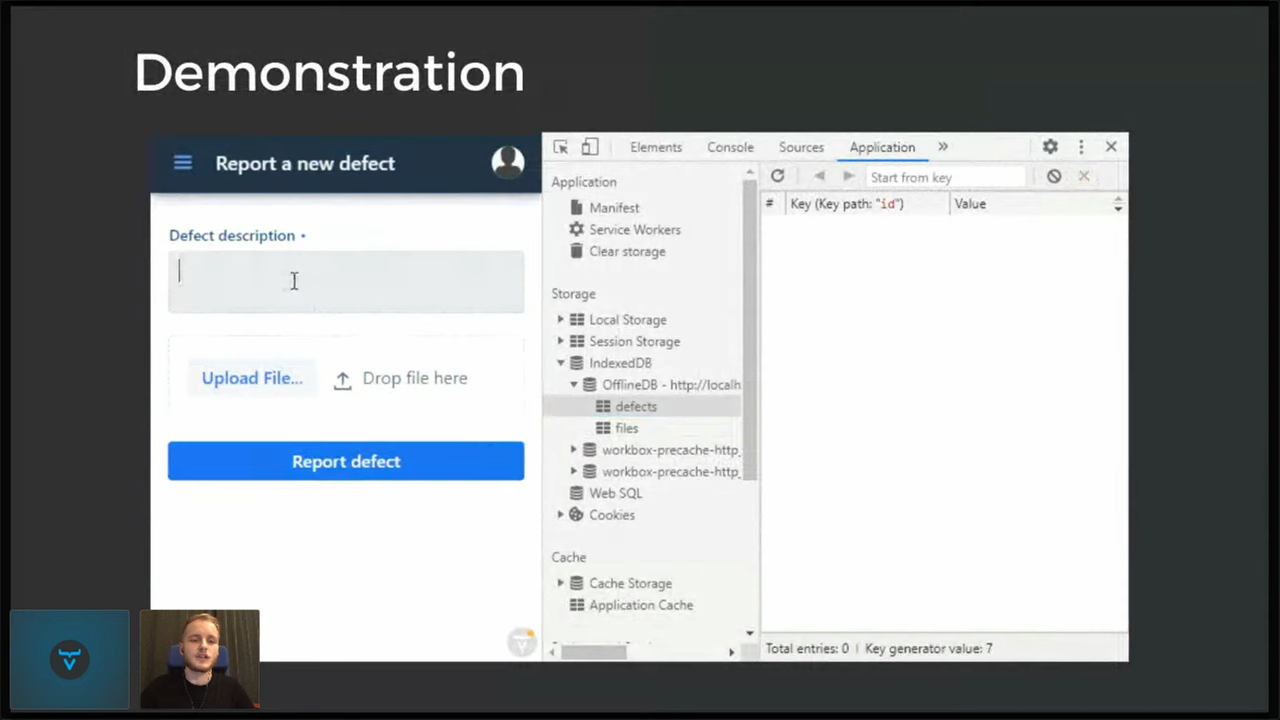 Demonstration
Report a new defect
Defect description •
Upload File...
Drop file here
Report defect
Elements
Console
Sources
Application
»
Application
Manifest
Service Workers
Clear storage
Storage
Local Storage
Session Storage
IndexedDB
OfflineDB - http://localh
defects
files
workbox-precache-http_
workbox-precache-http_
Web SQL
Cookies
Cache
Cache Storage
Application Cache
Start from key
# Key (Key path: "id") Value
Total entries: 0 | Key generator value: 7